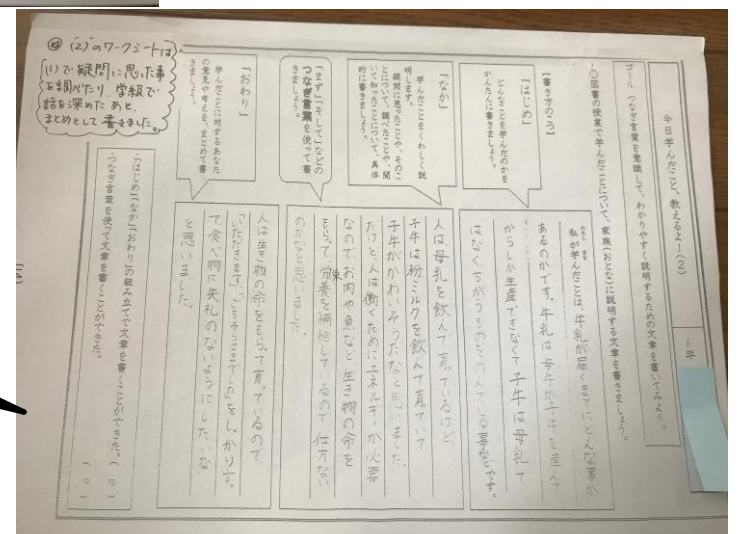 今日学んだこと、教えるよー(2)
ゴール つなぎ言葉を意識して、わかりやすく説明するための文章を書いてみよう。
年
○図書の授業で学んだことについて、家族(おとな)に説明する文章を書きましょう。
【書き方のこつ】
「はじめ」
どんなことを学んだのかを
かんたんに書きましょう。
「なか」
学んだことをくわしく説
明します。
疑問に思ったことや、そのこ
とについて、調べたことや、聞
いて知ったことについて、具体
的に書きましょう。
「まず」「そして」などの
つなぎ言葉を使って書
きましょう。
「おわり」
学んだことに対するあなた
の意見や考えを、まとめて書
きましょう。
私が学んだことは、牛乳が届くまでにどんな事が
あるのかです。牛乳は母牛が子牛を産んで
からしか生産できなくて、子牛は母乳で
はなく、ちがうものをのんでいる事などです。
人は、母乳を飲んで育っているけど
子牛は粉ミルクを飲んで育っていて、
子牛がかわいそうだなと思いました。
だけど、人は働くためにエネルギーが必要
なので、お肉や魚など、生き物の命を
もらって、栄養を補給しているので、仕方ない
のかなと思いました。
人は生き物の命をもらって育っているので
「いただきます。」「ごちそうさまでした」をしっかり言っ
て、食べ物に失礼のないようにしたいな
と思いました。
・「はじめ」「なか」「おわり」の組み立てで文章を書くことができた。(○)
・つなぎ言葉を使って文章を書くことができた。(○)
(2)のワークシートは
(1)で疑問に思った事
を調べたり、学級で
話を深めたあと、
まとめとして書きました。